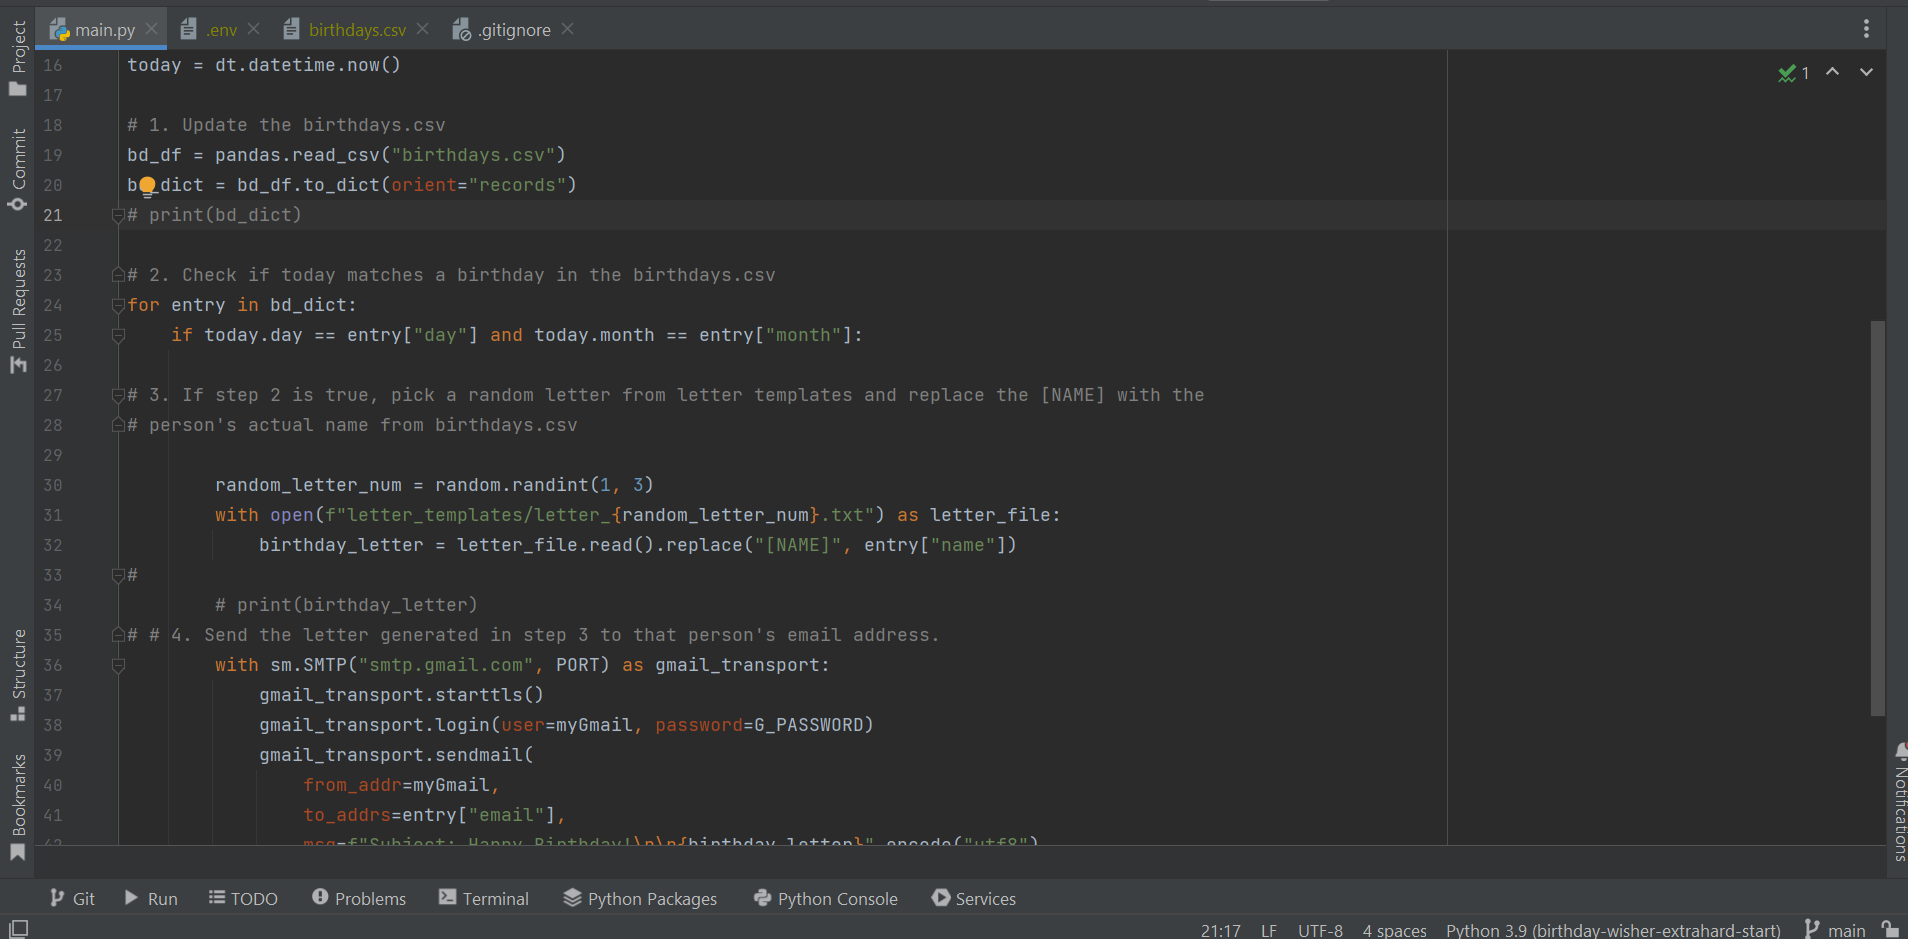 main.py
.env
birthdays.csv
.gitignore
Project
Commit
Pull Requests
Structure
Bookmarks
1
16 today = dt.datetime.now()
17
18 # 1. Update the birthdays.csv
19 bd_df = pandas.read_csv("birthdays.csv")
20 b_dict = bd_df.to_dict(orient="records")
21 # print(bd_dict)
22
23 # 2. Check if today matches a birthday in the birthdays.csv
24 for entry in bd_dict:
25 if today.day == entry["day"] and today.month == entry["month"]:
26
27 # 3. If step 2 is true, pick a random letter from letter templates and replace the [NAME] with the
28 # person's actual name from birthdays.csv
29
30 random_letter_num = random.randint(1, 3)
31 with open(f"letter_templates/letter_{random_letter_num}.txt") as letter_file:
32 birthday_letter = letter_file.read().replace("[NAME]", entry["name"])
33 #
34 # print(birthday_letter)
35 # # 4. Send the letter generated in step 3 to that person's email address.
36 with sm.SMTP("smtp.gmail.com", PORT) as gmail_transport:
37 gmail_transport.starttls()
38 gmail_transport.login(user=myGmail, password=G_PASSWORD)
39 gmail_transport.sendmail(
40 from_addr=myGmail,
41 to_addrs=entry["email"],
42 msg=f"Subject: Happy Birthday!\n\n{birthday_letter}".encode("utf8")
Notifications
Git
Run
TODO
Problems
Terminal
Python Packages
Python Console
Services
21:17 LF UTF-8 4 spaces Python 3.9 (birthday-wisher-extrahard-start) main